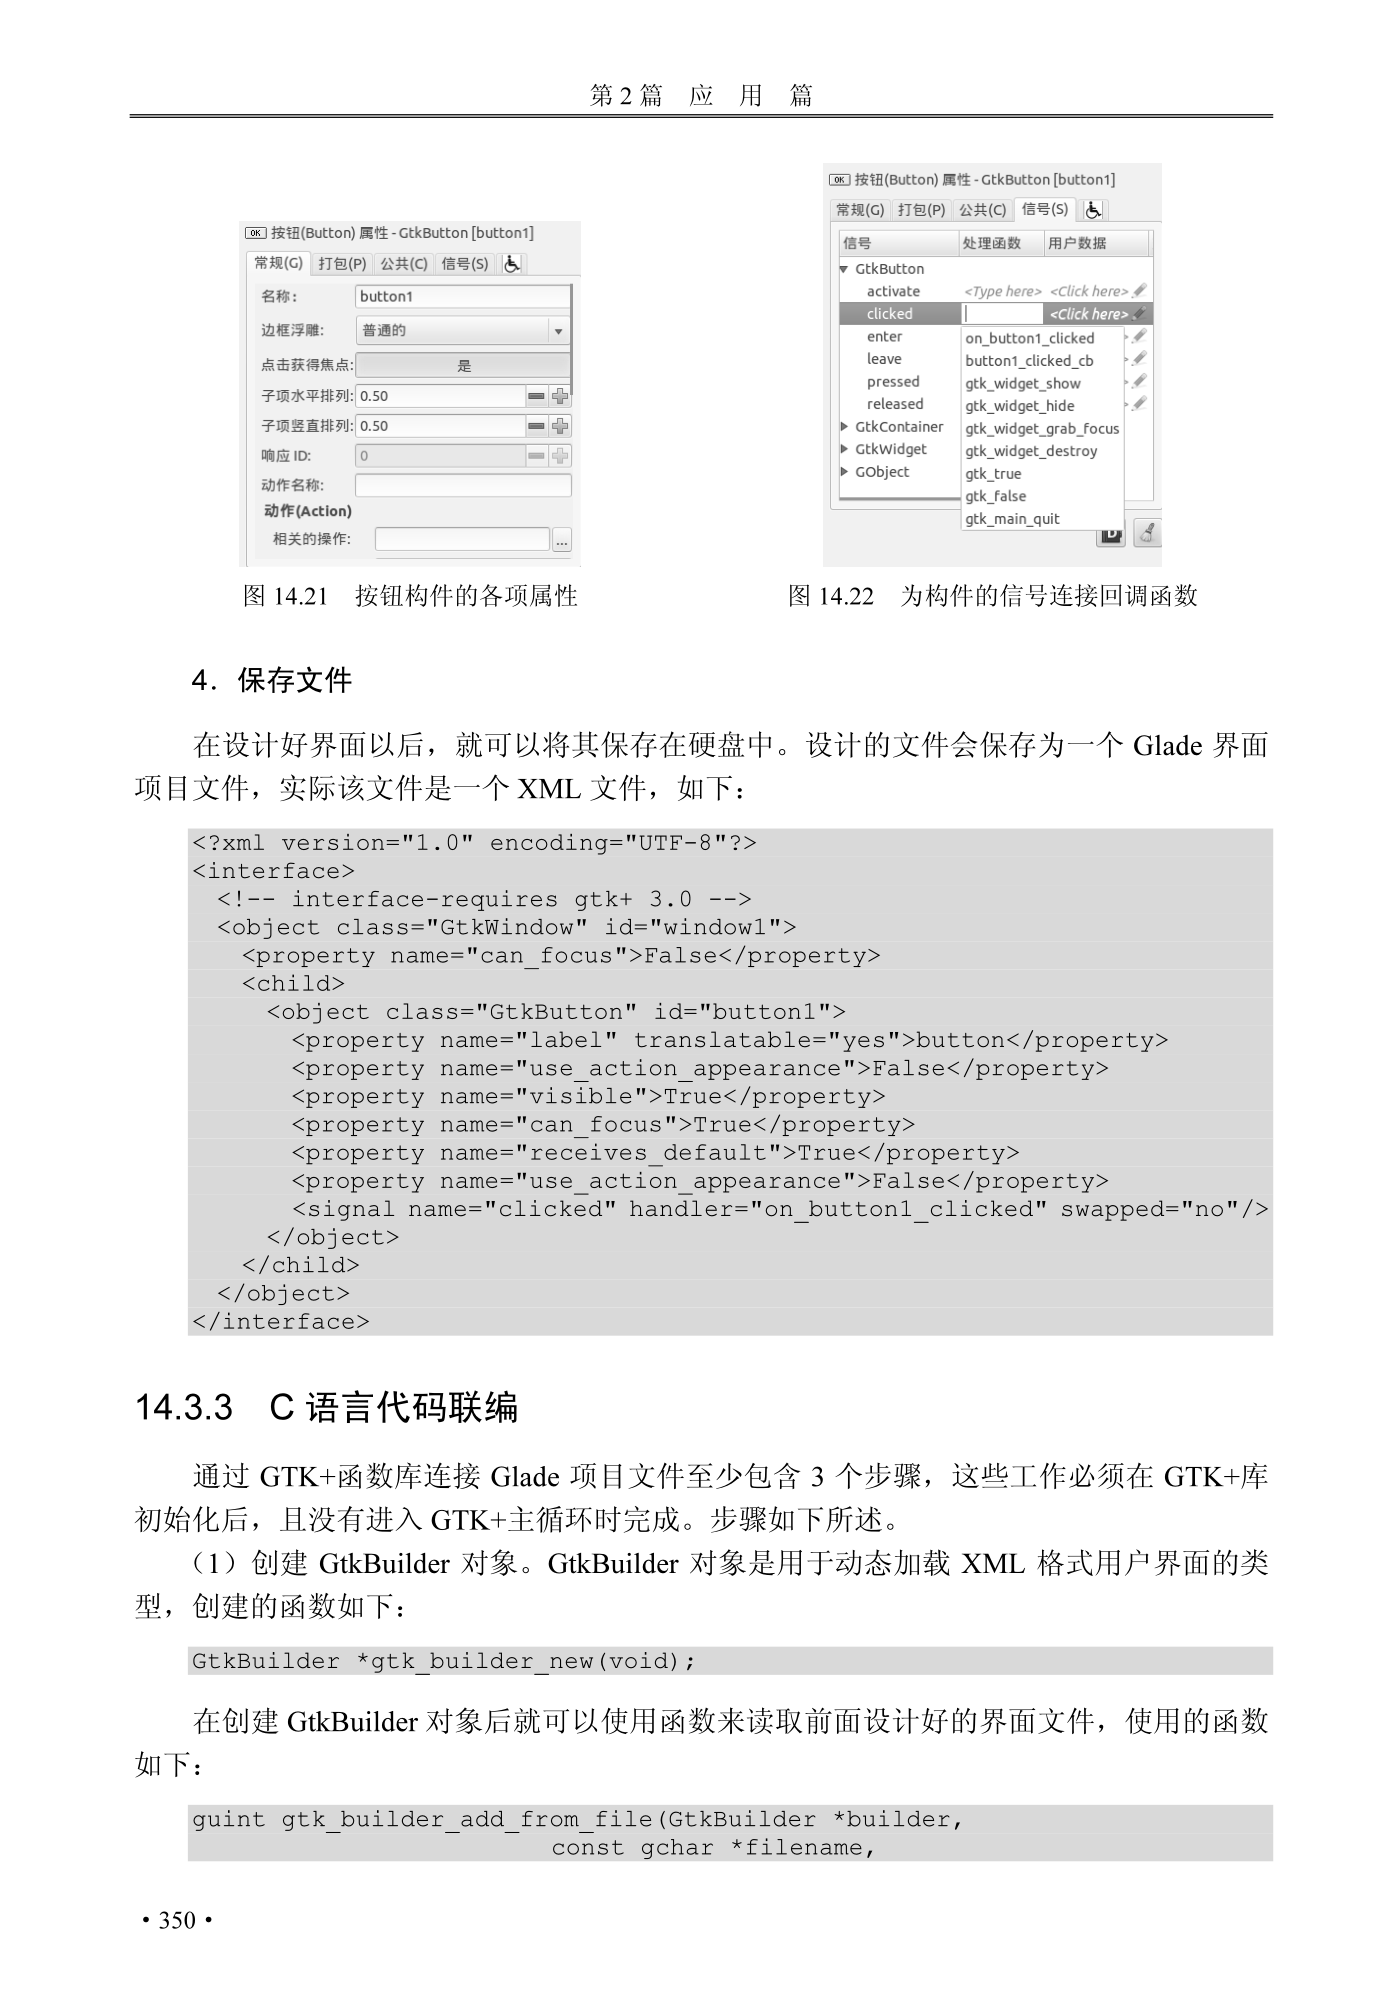 第 2 篇 应 用 篇
OK 按钮(Button) 属性 - GtkButton [button1]
常规(G) 打包(P) 公共(C) 信号(S)
名称: button1
边框浮雕: 普通的
点击获得焦点: 是
子项水平排列: 0.50
子项竖直排列: 0.50
响应 ID: 0
动作名称:
动作(Action)
相关的操作: ...
图 14.21 按钮构件的各项属性
OK 按钮(Button) 属性 - GtkButton [button1]
常规(G) 打包(P) 公共(C) 信号(S)
信号 处理函数 用户数据
GtkButton
activate <Type here> <Click here>
clicked <Click here>
enter on_button1_clicked
leave button1_clicked_cb
pressed gtk_widget_show
released gtk_widget_hide
GtkContainer gtk_widget_grab_focus
GtkWidget gtk_widget_destroy
GObject gtk_true
gtk_false
gtk_main_quit
图 14.22 为构件的信号连接回调函数
4．保存文件
在设计好界面以后，就可以将其保存在硬盘中。设计的文件会保存为一个 Glade 界面
项目文件，实际该文件是一个 XML 文件，如下：
<?xml version="1.0" encoding="UTF-8"?>
<interface>
  <!-- interface-requires gtk+ 3.0 -->
  <object class="GtkWindow" id="window1">
    <property name="can_focus">False</property>
    <child>
      <object class="GtkButton" id="button1">
        <property name="label" translatable="yes">button</property>
        <property name="use_action_appearance">False</property>
        <property name="visible">True</property>
        <property name="can_focus">True</property>
        <property name="receives_default">True</property>
        <property name="use_action_appearance">False</property>
        <signal name="clicked" handler="on_button1_clicked" swapped="no"/>
      </object>
    </child>
  </object>
</interface>
14.3.3 C 语言代码联编
通过 GTK+函数库连接 Glade 项目文件至少包含 3 个步骤，这些工作必须在 GTK+库
初始化后，且没有进入 GTK+主循环时完成。步骤如下所述。
（1）创建 GtkBuilder 对象。GtkBuilder 对象是用于动态加载 XML 格式用户界面的类
型，创建的函数如下：
GtkBuilder *gtk_builder_new(void);
在创建 GtkBuilder 对象后就可以使用函数来读取前面设计好的界面文件，使用的函数
如下：
guint gtk_builder_add_from_file(GtkBuilder *builder,
                        const gchar *filename,
·350·